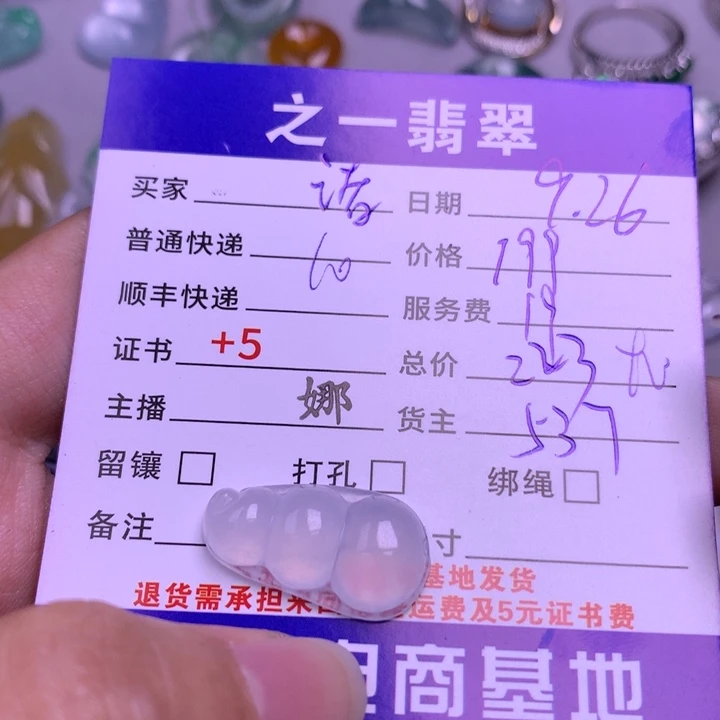 之一翡翠
买家 诺 日期 9.26
普通快递 10 价格 199
顺丰快递 服务费 19
证书 +5 总价 223
主播 娜 货主 537
留镶 打孔 绑绳
备注 寸
基地发货
退货需承担来 运费及5元证书费
电商基地